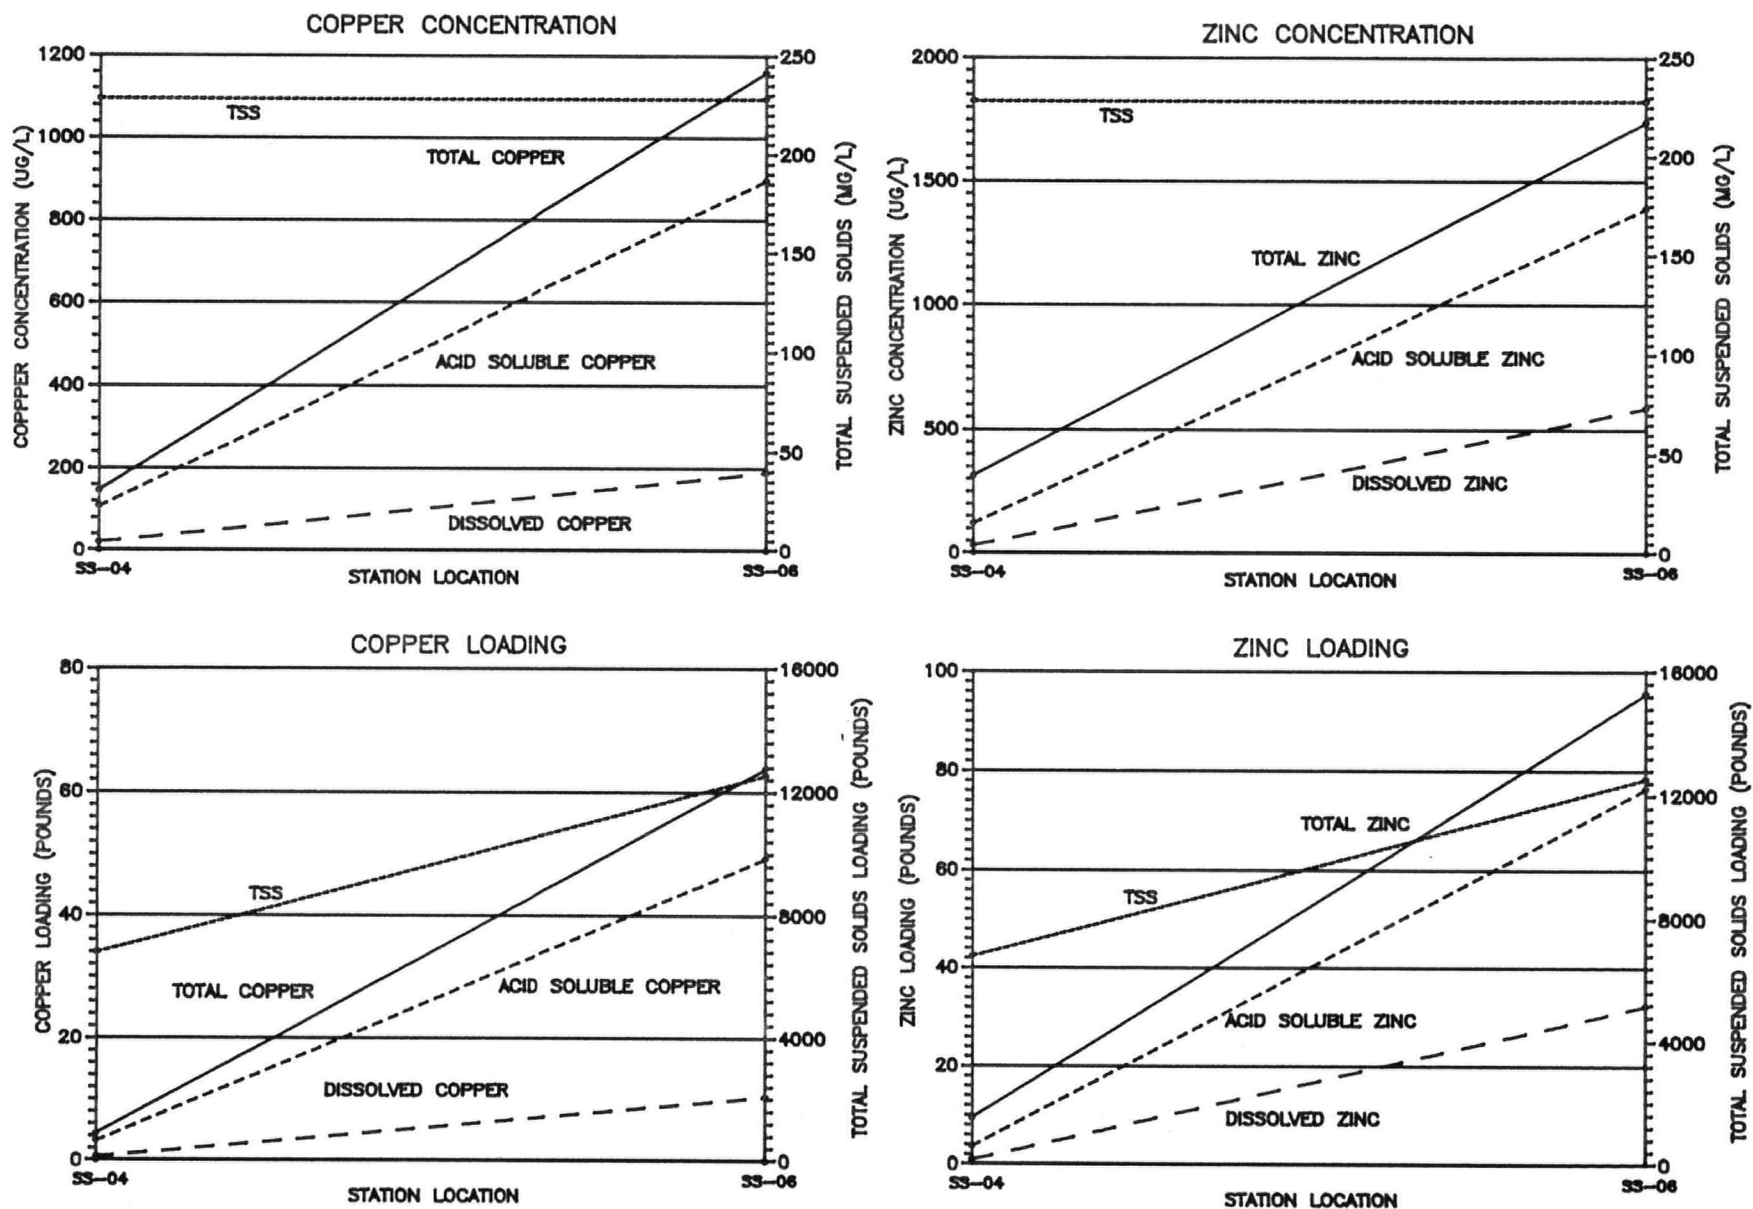 COPPER CONCENTRATION
1200
1000
800
600
400
200
0
COPPPER CONCENTRATION (UG/L)
250
200
150
100
50
0
TOTAL SUSPENDED SOLIDS (MG/L)
TSS
TOTAL COPPER
ACID SOLUBLE COPPER
DISSOLVED COPPER
SS-04
SS-06
STATION LOCATION
ZINC CONCENTRATION
2000
1500
1000
500
0
ZINC CONCENTRATION (UG/L)
250
200
150
100
50
0
TOTAL SUSPENDED SOLIDS (MG/L)
TSS
TOTAL ZINC
ACID SOLUBLE ZINC
DISSOLVED ZINC
SS-04
SS-06
STATION LOCATION
COPPER LOADING
80
60
40
20
0
COPPER LOADING (POUNDS)
16000
12000
8000
4000
0
TOTAL SUSPENDED SOLIDS LOADING (POUNDS)
TSS
TOTAL COPPER
ACID SOLUBLE COPPER
DISSOLVED COPPER
SS-04
SS-06
STATION LOCATION
ZINC LOADING
100
80
60
40
20
0
ZINC LOADING (POUNDS)
16000
12000
8000
4000
0
TOTAL SUSPENDED SOLIDS LOADING (POUNDS)
TOTAL ZINC
TSS
ACID SOLUBLE ZINC
DISSOLVED ZINC
SS-04
SS-06
STATION LOCATION